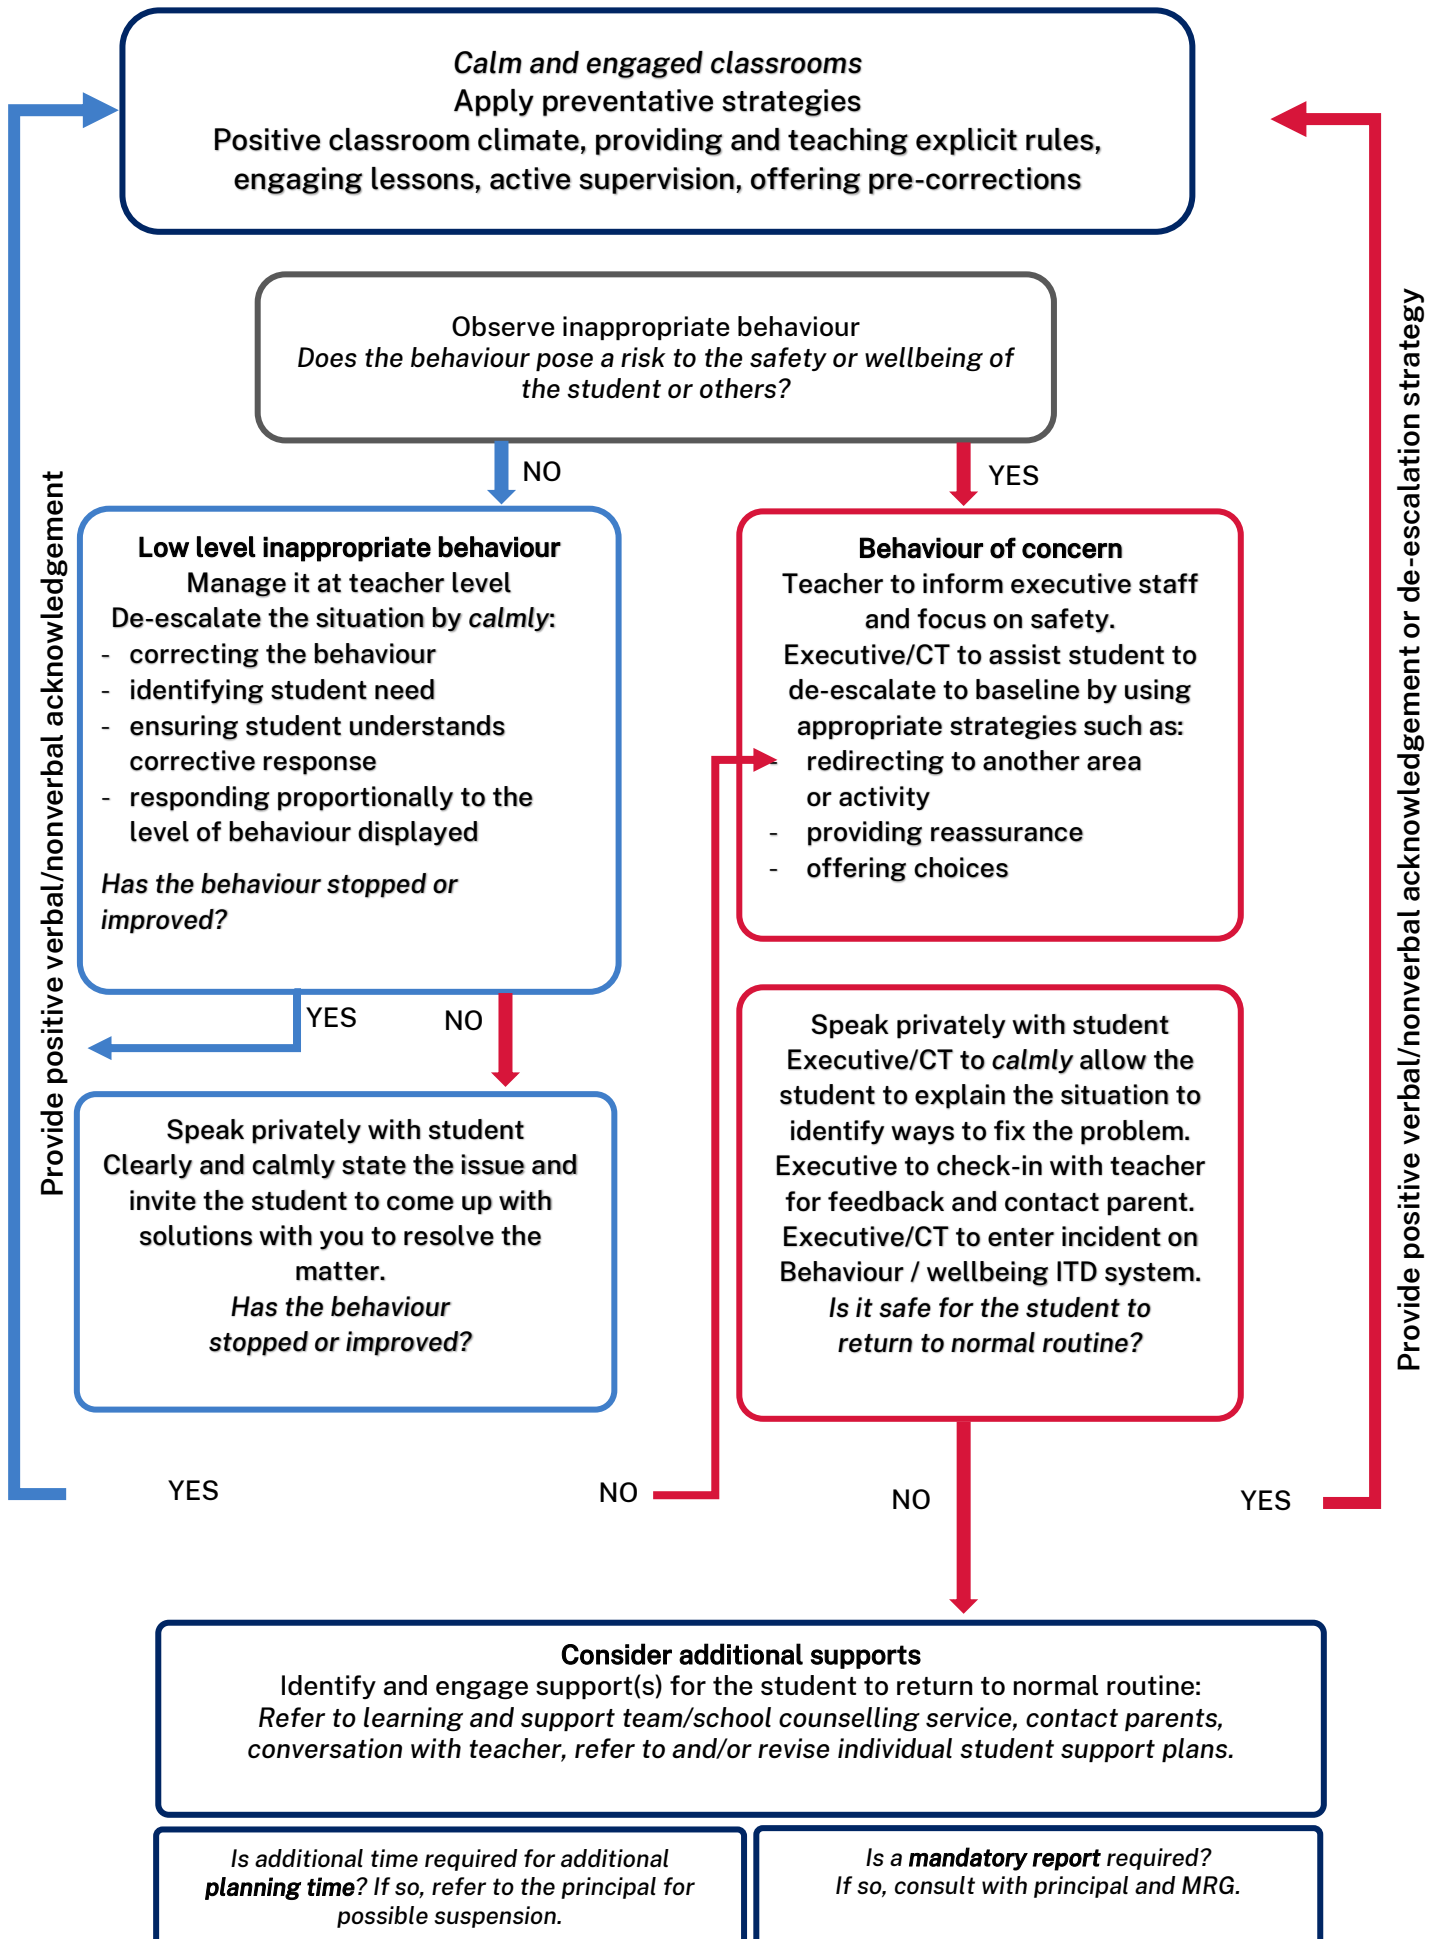 Calm and engaged classrooms
Apply preventative strategies
Positive classroom climate, providing and teaching explicit rules,
engaging lessons, active supervision, offering pre-corrections
Observe inappropriate behaviour
Does the behaviour pose a risk to the safety or wellbeing of
the student or others?
NO
YES
Low level inappropriate behaviour
Manage it at teacher level
De-escalate the situation by calmly:
- correcting the behaviour
- identifying student need
- ensuring student understands
corrective response
- responding proportionally to the
level of behaviour displayed
Has the behaviour stopped or
improved?
Behaviour of concern
Teacher to inform executive staff
and focus on safety.
Executive/CT to assist student to
de-escalate to baseline by using
appropriate strategies such as:
- redirecting to another area
or activity
- providing reassurance
- offering choices
YES
NO
Speak privately with student
Clearly and calmly state the issue and
invite the student to come up with
solutions with you to resolve the
matter.
Has the behaviour
stopped or improved?
Speak privately with student
Executive/CT to calmly allow the
student to explain the situation to
identify ways to fix the problem.
Executive to check-in with teacher
for feedback and contact parent.
Executive/CT to enter incident on
Behaviour / wellbeing ITD system.
Is it safe for the student to
return to normal routine?
YES
NO
NO
YES
Provide positive verbal/nonverbal acknowledgement
Provide positive verbal/nonverbal acknowledgement or de-escalation strategy
Consider additional supports
Identify and engage support(s) for the student to return to normal routine:
Refer to learning and support team/school counselling service, contact parents,
conversation with teacher, refer to and/or revise individual student support plans.
Is additional time required for additional
planning time? If so, refer to the principal for
possible suspension.
Is a mandatory report required?
If so, consult with principal and MRG.